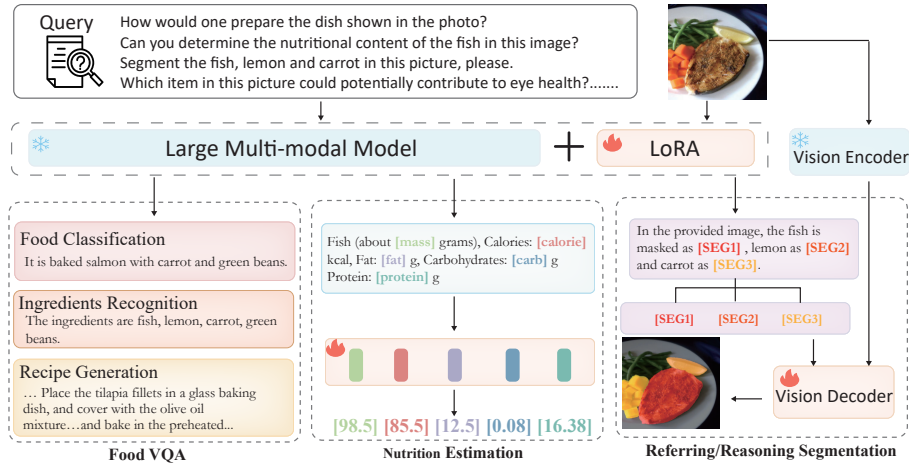 Query
How would one prepare the dish shown in the photo?
Can you determine the nutritional content of the fish in this image?
Segment the fish, lemon and carrot in this picture, please.
Which item in this picture could potentially contribute to eye health?.......
Large Multi-modal Model
+
LoRA
Vision Encoder
Food Classification
It is baked salmon with carrot and green beans.
Ingredients Recognition
The ingredients are fish, lemon, carrot, green
beans.
Recipe Generation
… Place the tilapia fillets in a glass baking
dish, and cover with the olive oil
mixture…and bake in the preheated...
Food VQA
Fish (about [mass] grams), Calories: [calorie]
kcal, Fat: [fat] g, Carbohydrates: [carb] g
Protein: [protein] g
[98.5] [85.5] [12.5] [0.08] [16.38]
Nutrition Estimation
In the provided image, the fish is
masked as [SEG1] , lemon as [SEG2]
and carrot as [SEG3].
[SEG1] [SEG2] [SEG3]
Vision Decoder
Referring/Reasoning Segmentation